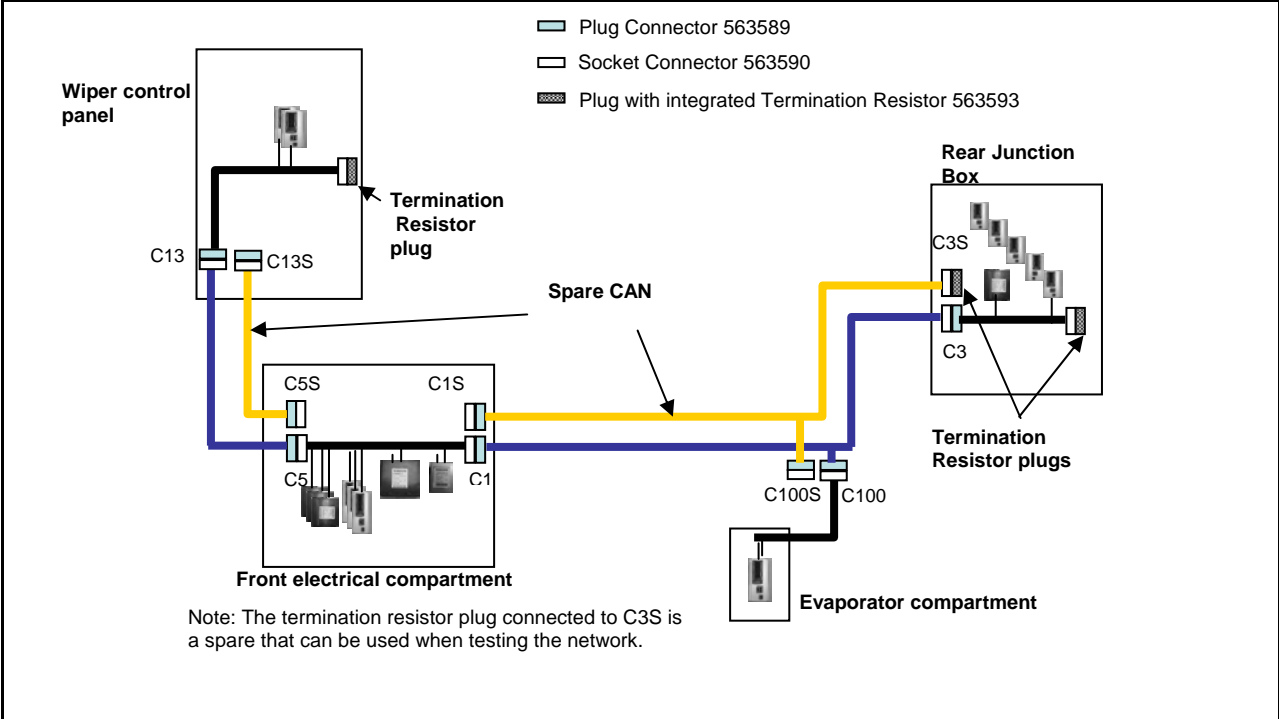 Plug Connector 563589
Socket Connector 563590
Plug with integrated Termination Resistor 563593
Wiper control
panel
Rear Junction
Box
Termination
Resistor
plug
C13
C13S
C3S
Spare CAN
C3
C5S
C1S
C5
C1
Termination
Resistor plugs
C100S
C100
Front electrical compartment
Evaporator compartment
Note: The termination resistor plug connected to C3S is
a spare that can be used when testing the network.